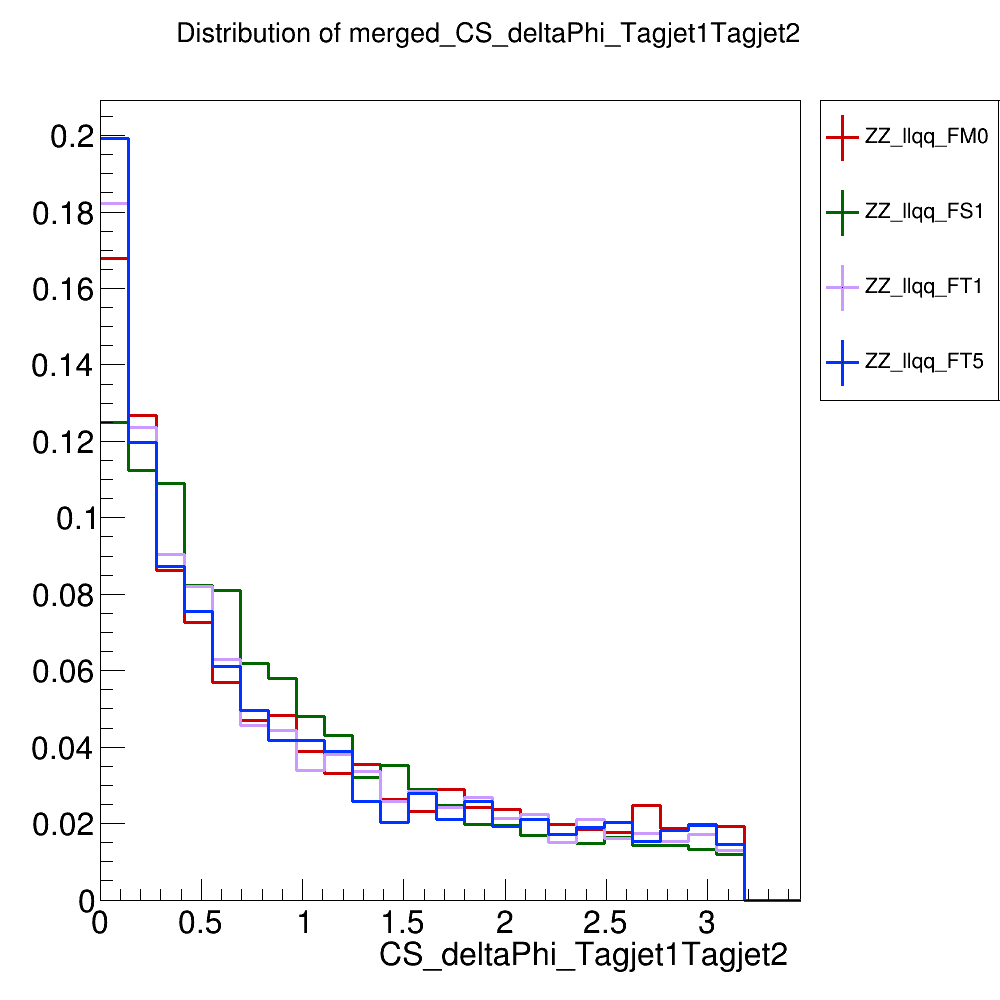 Distribution of merged_CS_deltaPhi_Tagjet1Tagjet2
ZZ_llqq_FM0
ZZ_llqq_FS1
ZZ_llqq_FT1
ZZ_llqq_FT5
0.2
0.18
0.16
0.14
0.12
0.1
0.08
0.06
0.04
0.02
0
0 0.5 1 1.5 2 2.5 3
CS_deltaPhi_Tagjet1Tagjet2